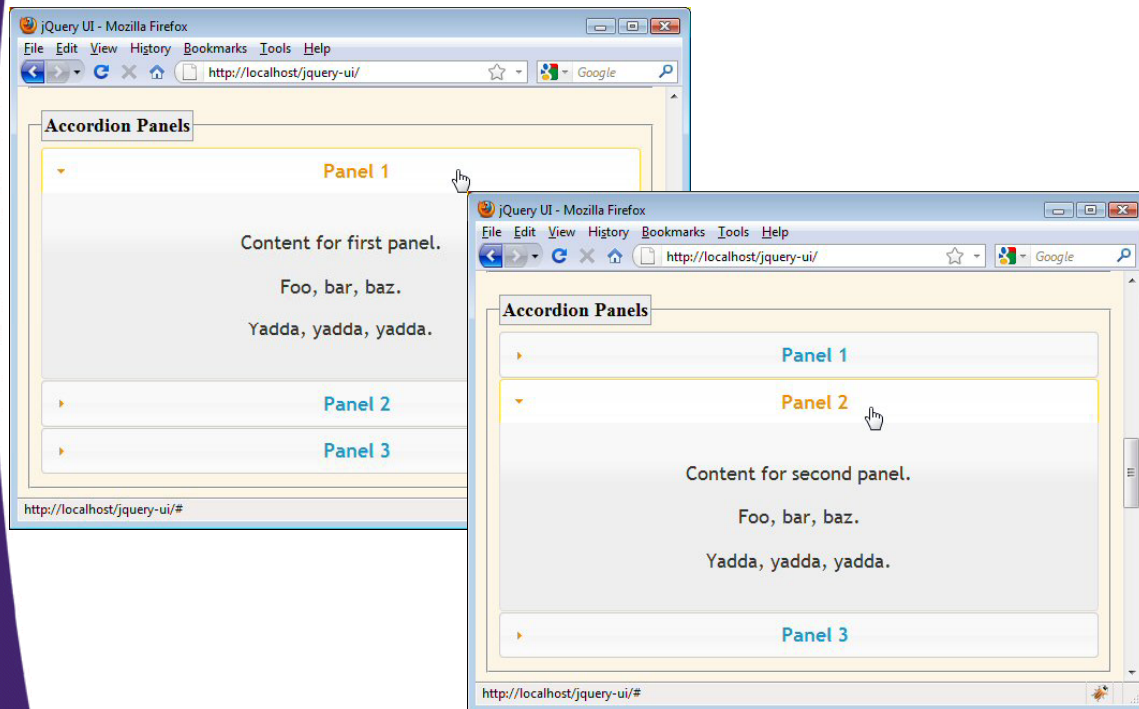 jQuery UI - Mozilla Firefox
File Edit View History Bookmarks Tools Help
http://localhost/jquery-ui/
Google
Accordion Panels
Panel 1
Content for first panel.
Foo, bar, baz.
Yadda, yadda, yadda.
Panel 2
Panel 3
http://localhost/jquery-ui/#
jQuery UI - Mozilla Firefox
File Edit View History Bookmarks Tools Help
http://localhost/jquery-ui/
Google
Accordion Panels
Panel 1
Panel 2
Content for second panel.
Foo, bar, baz.
Yadda, yadda, yadda.
Panel 3
http://localhost/jquery-ui/#